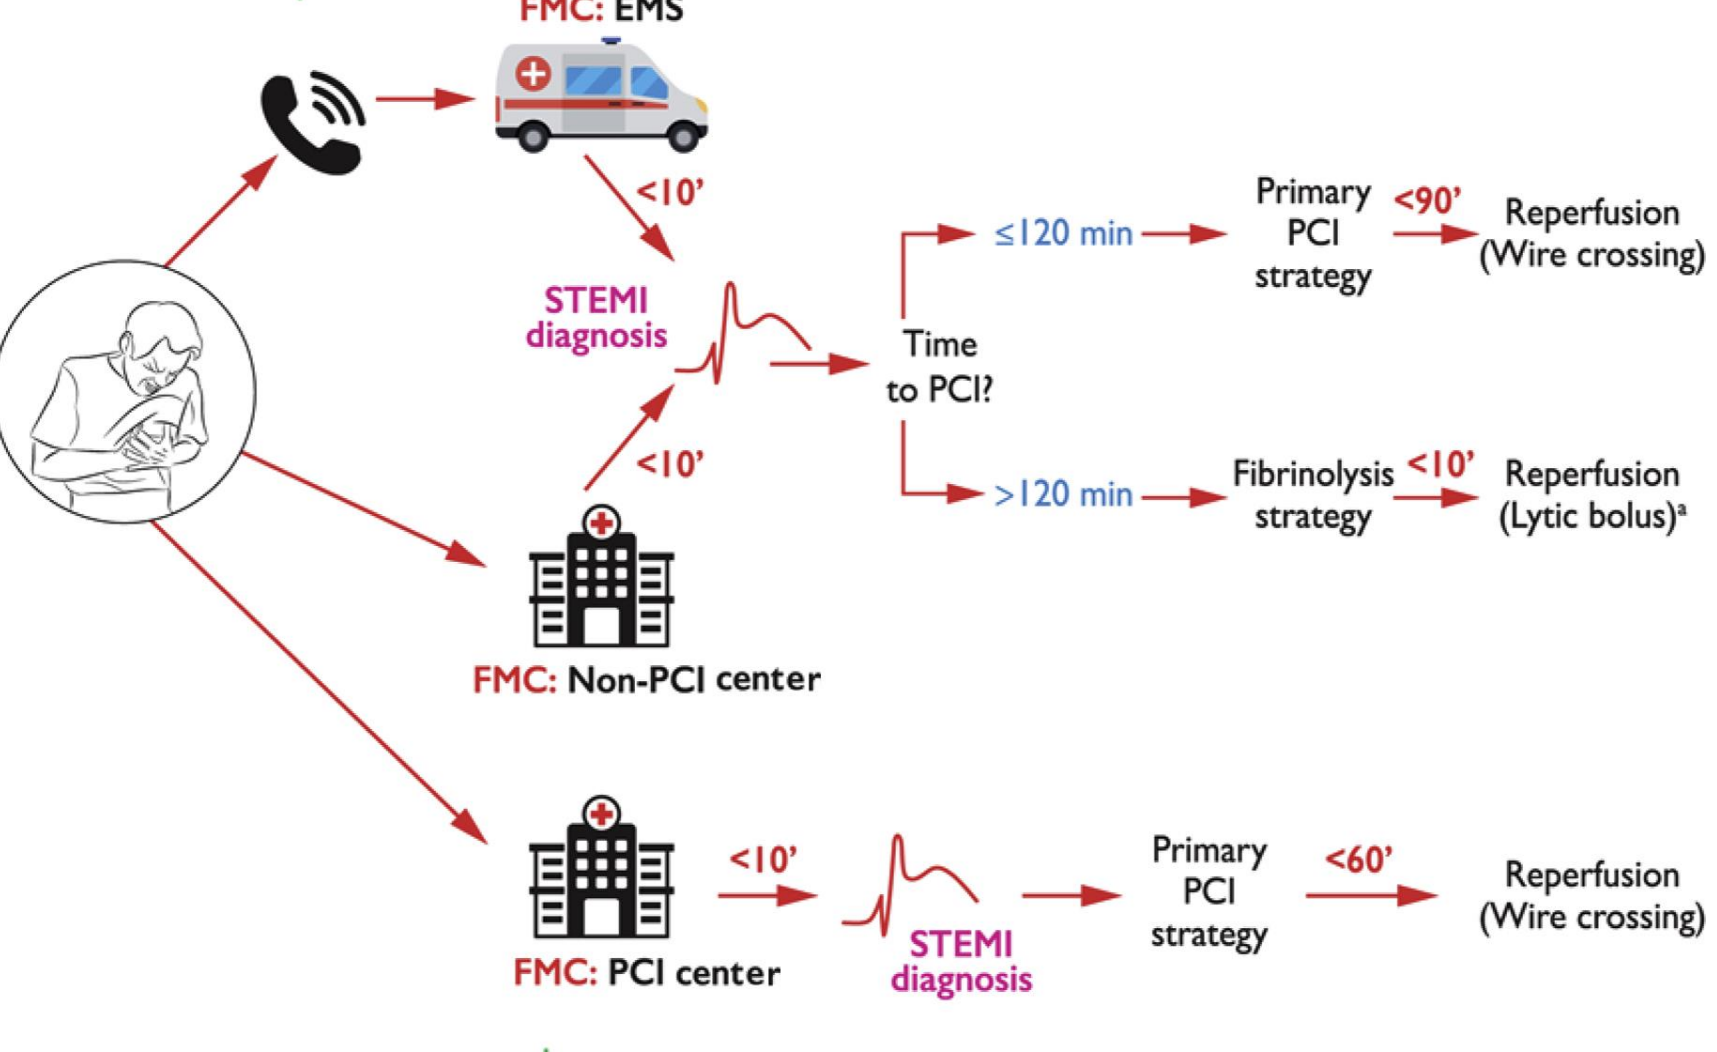 FMC: EMS
<10’
STEMI
diagnosis
<10’
FMC: Non-PCI center
Time
to PCI?
≤120 min
Primary
PCI
strategy
<90’
Reperfusion
(Wire crossing)
>120 min
Fibrinolysis
strategy
<10’
Reperfusion
(Lytic bolus)ª
FMC: PCI center
<10’
STEMI
diagnosis
Primary
PCI
strategy
<60’
Reperfusion
(Wire crossing)